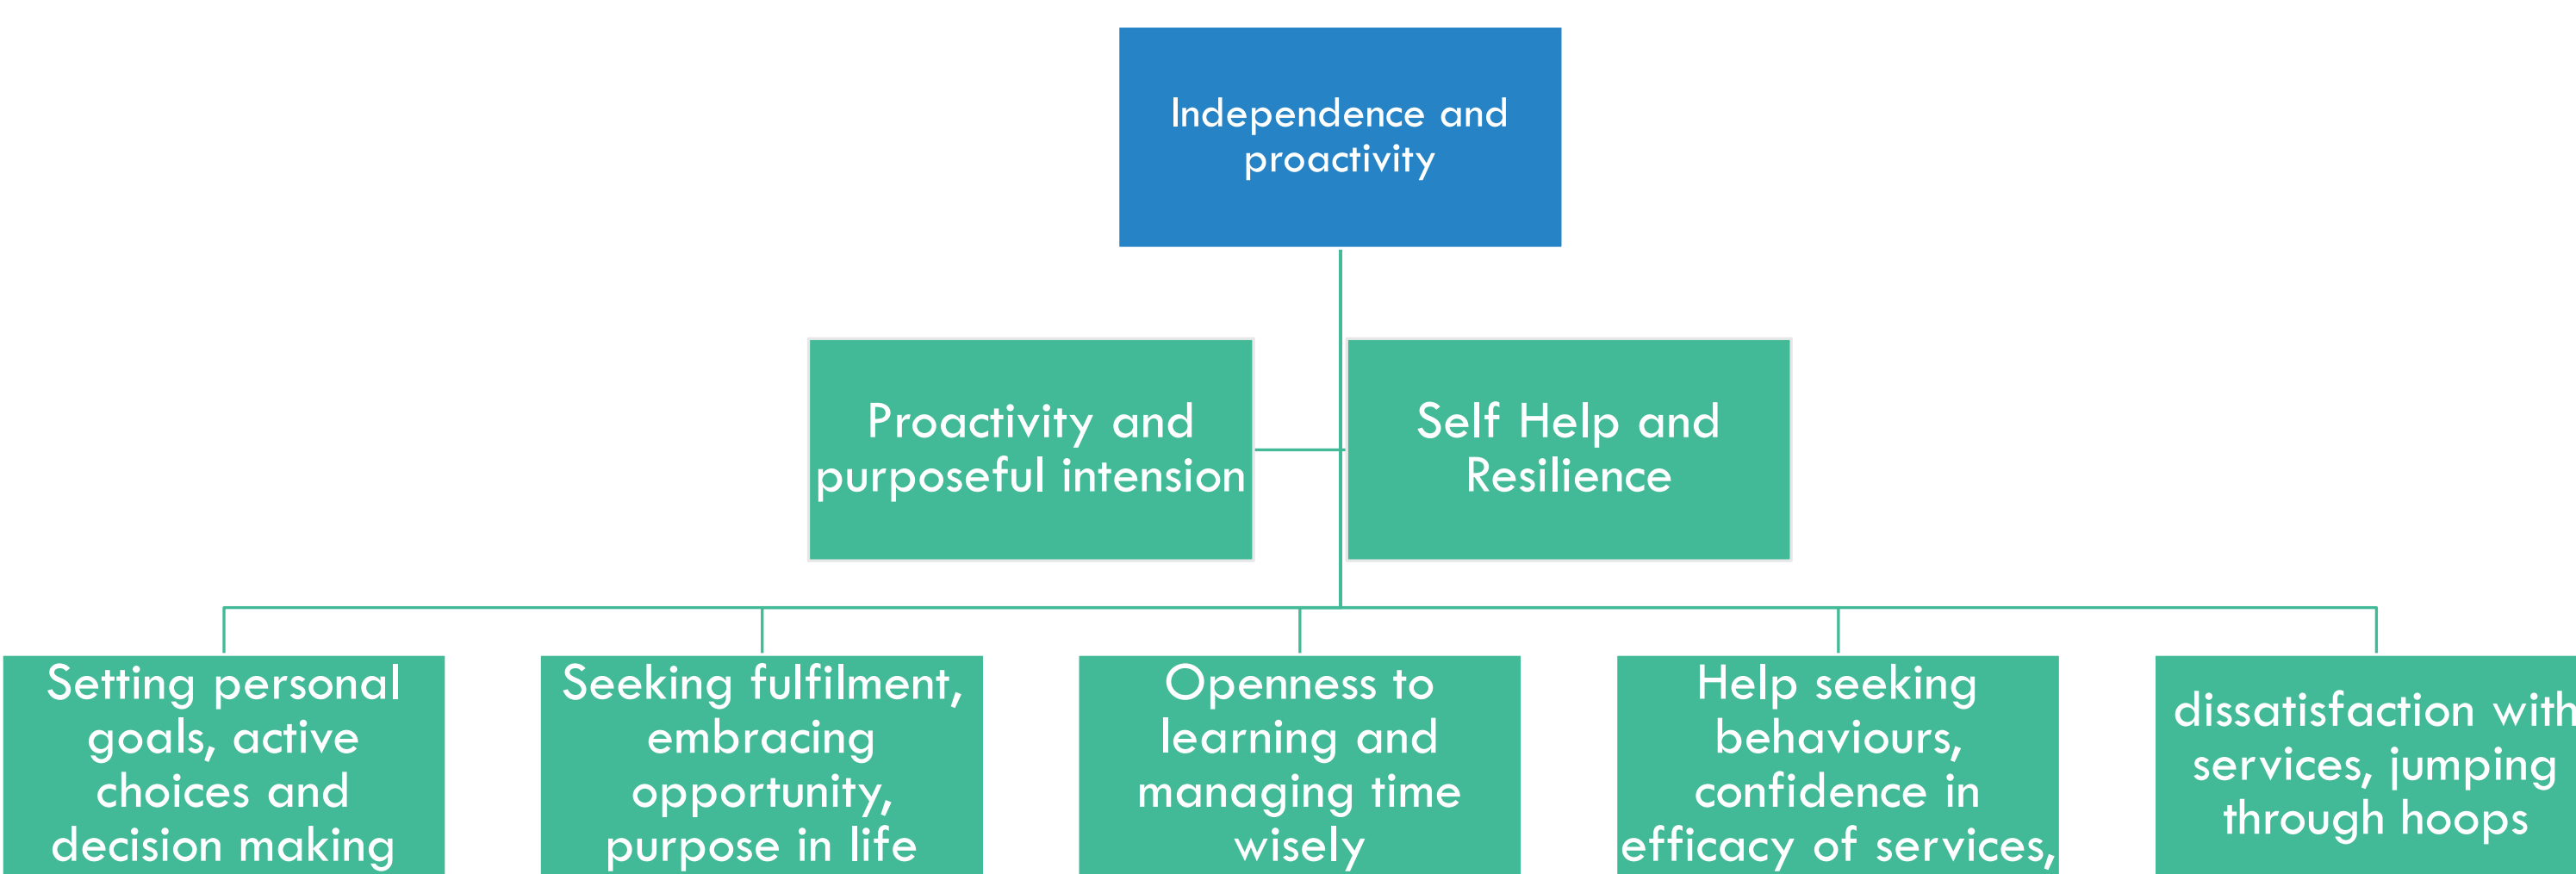 Independence and
proactivity
Proactivity and
purposeful intension
Self Help and
Resilience
Setting personal
goals, active
choices and
decision making
Seeking fulfilment,
embracing
opportunity,
purpose in life
Openness to
learning and
managing time
wisely
Help seeking
behaviours,
confidence in
efficacy of services,
dissatisfaction with
services, jumping
through hoops